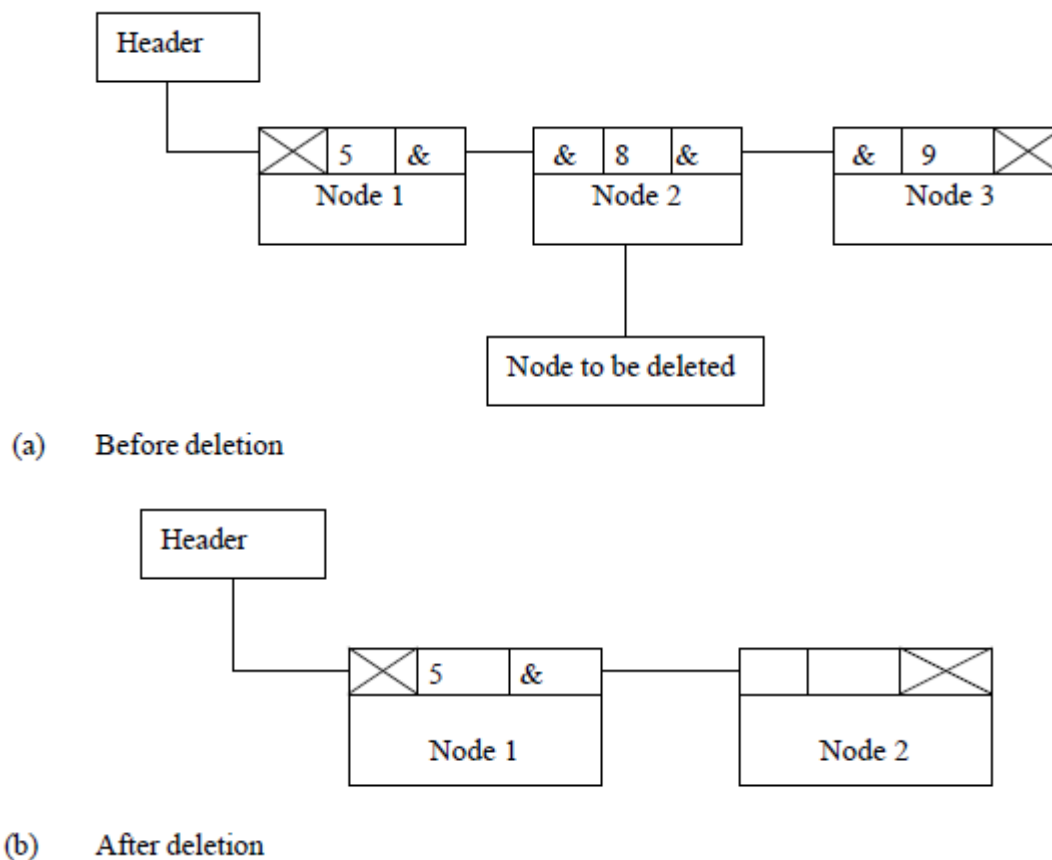 Header
5 & & 8 & & 9
Node 1 Node 2 Node 3
Node to be deleted
(a) Before deletion
Header
5 &
Node 1 Node 2
(b) After deletion